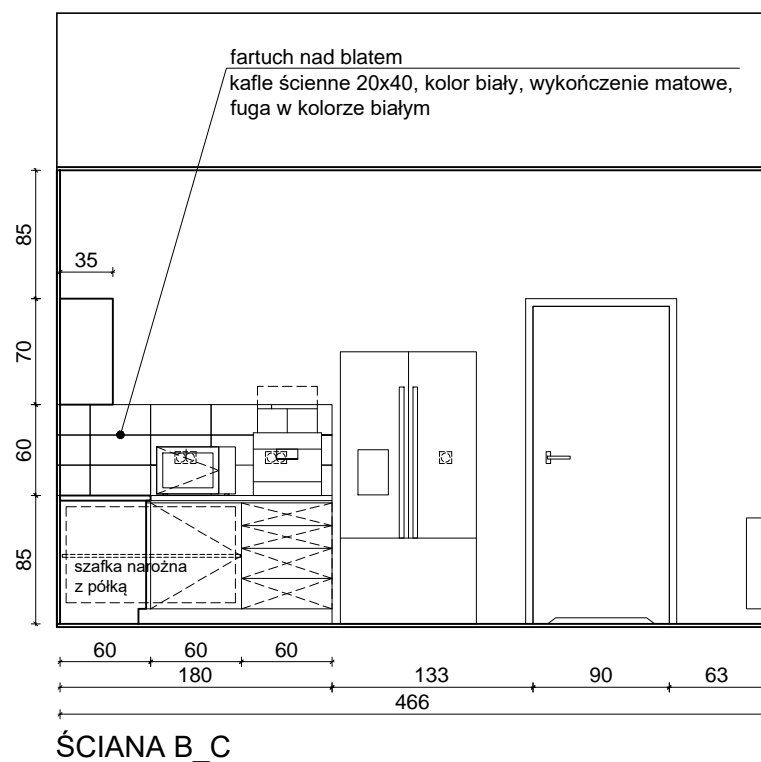 fartuch nad blatem
kafle ścienne 20x40, kolor biały, wykończenie matowe,
fuga w kolorze białym
85
35
70
60
85
szafka narożna
z półką
60 60 60
180 133 90 63
466
ŚCIANA B_C